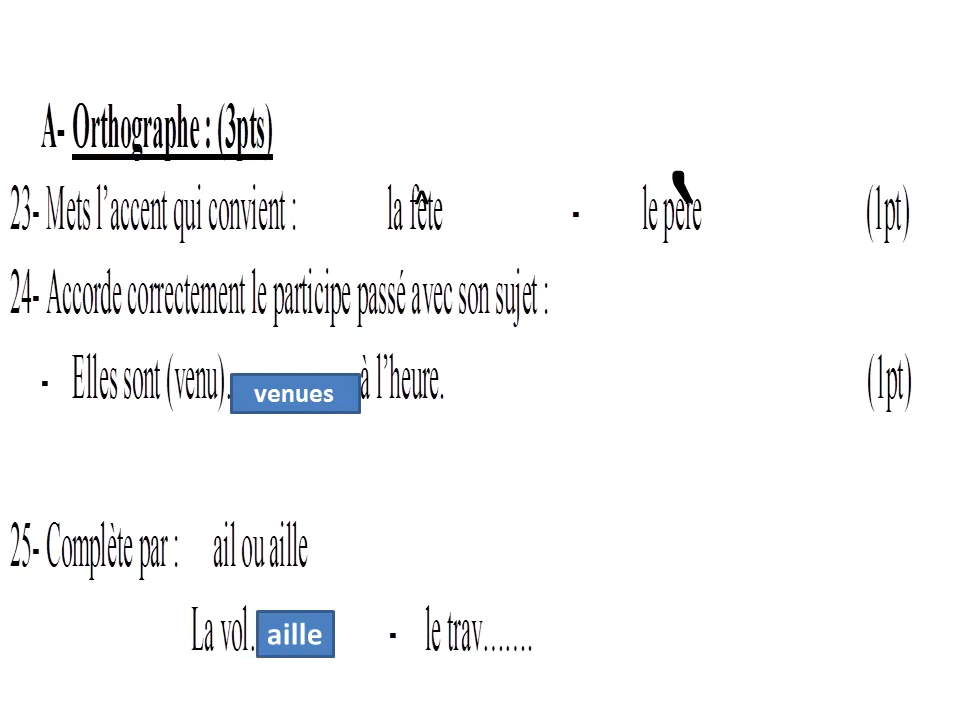 A- Orthographe : (3pts)
23- Mets l’accent qui convient : la fête - le père (1pt)
24- Accorde correctement le participe passé avec son sujet :
- Elles sont (venu). venues à l’heure. (1pt)
25- Complète par : ail ou aille
La vol. aille - le trav.......